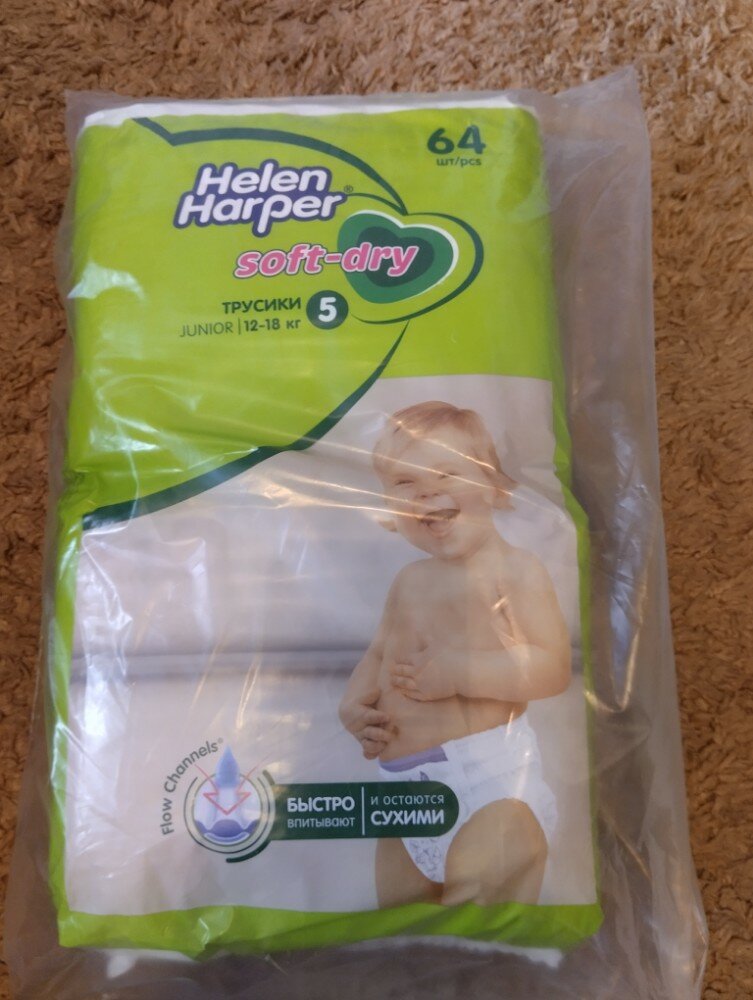 64
шт/pcs
Helen
Harper®
soft-dry
ТРУСИКИ 5
JUNIOR | 12-18 кг
Flow Channels®
БЫСТРО
ВПИТЫВАЮТ
И ОСТАЮТСЯ
СУХИМИ